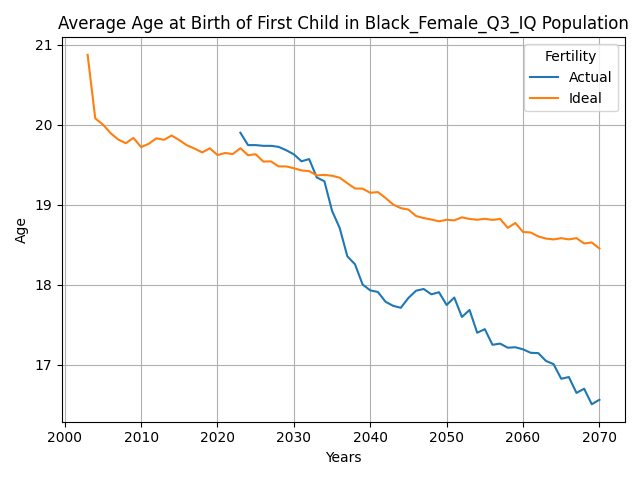 Average Age at Birth of First Child in Black_Female_Q3_IQ Population
21
20
19
18
17
Age
2000 2010 2020 2030 2040 2050 2060 2070
Years
Fertility
Actual
Ideal